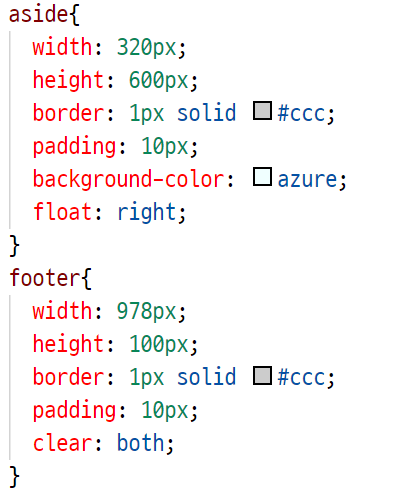 aside{
width: 320px;
height: 600px;
border: 1px solid #ccc;
padding: 10px;
background-color: azure;
float: right;
}
footer{
width: 978px;
height: 100px;
border: 1px solid #ccc;
padding: 10px;
clear: both;
}